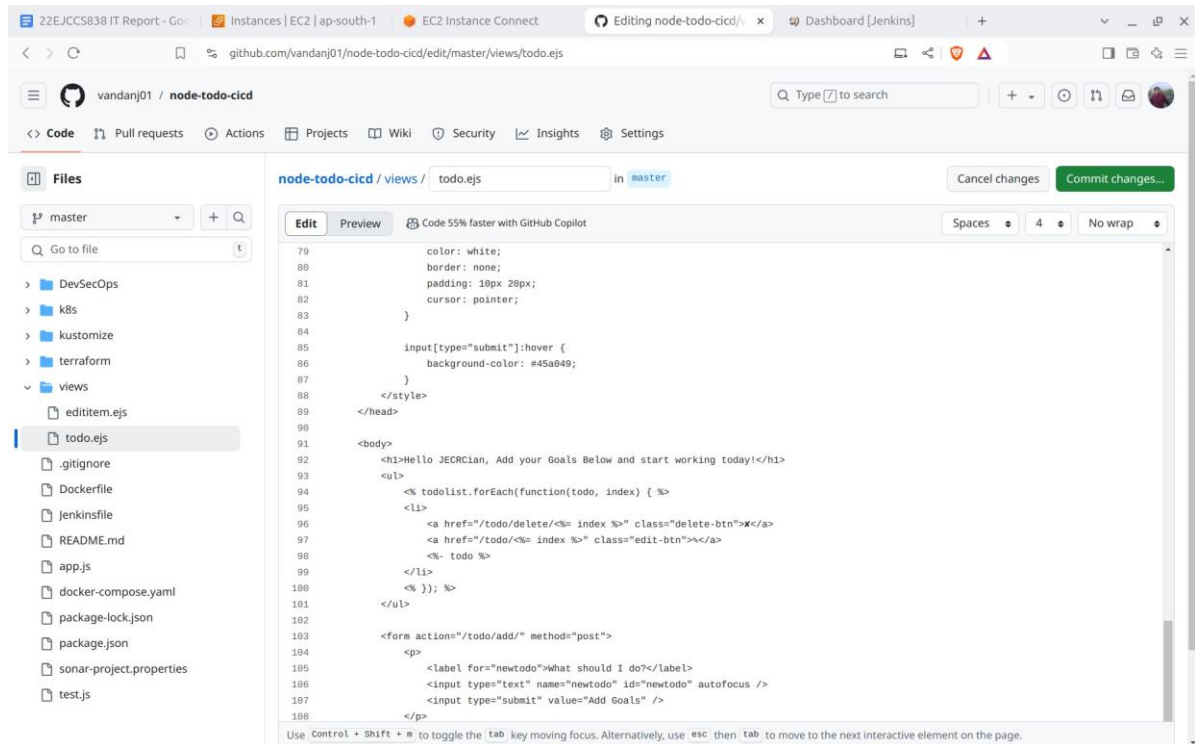 22EJCCS838 IT Report - Goo
Instances | EC2 | ap-south-1
EC2 Instance Connect
Editing node-todo-cicd/v
Dashboard [Jenkins]
github.com/vandanj01/node-todo-cicd/edit/master/views/todo.ejs
vandanj01 / node-todo-cicd
Type / to search
<> Code
Pull requests
Actions
Projects
Wiki
Security
Insights
Settings
Files
node-todo-cicd / views / todo.ejs in master
Cancel changes
Commit changes...
master
Go to file
t
DevSecOps
k8s
kustomize
terraform
views
edititem.ejs
todo.ejs
.gitignore
Dockerfile
Jenkinsfile
README.md
app.js
docker-compose.yaml
package-lock.json
package.json
sonar-project.properties
test.js
Edit
Preview
Code 55% faster with GitHub Copilot
Spaces
4
No wrap
79 color: white;
80 border: none;
81 padding: 10px 20px;
82 cursor: pointer;
83 }
84
85 input[type="submit"]:hover {
86 background-color: #45a049;
87 }
88 </style>
89 </head>
90
91 <body>
92 <h1>Hello JECRCian, Add your Goals Below and start working today!</h1>
93 <ul>
94 <% todolist.forEach(function(todo, index) { %>
95 <li>
96 <a href="/todo/delete/<%= index %>" class="delete-btn">✘</a>
97 <a href="/todo/<%= index %>" class="edit-btn">✎</a>
98 <%- todo %>
99 </li>
100 <% }); %>
101 </ul>
102
103 <form action="/todo/add/" method="post">
104 <p>
105 <label for="newtodo">What should I do?</label>
106 <input type="text" name="newtodo" id="newtodo" autofocus />
107 <input type="submit" value="Add Goals" />
108 </p>
Use Control + Shift + m to toggle the tab key moving focus. Alternatively, use esc then tab to move to the next interactive element on the page.